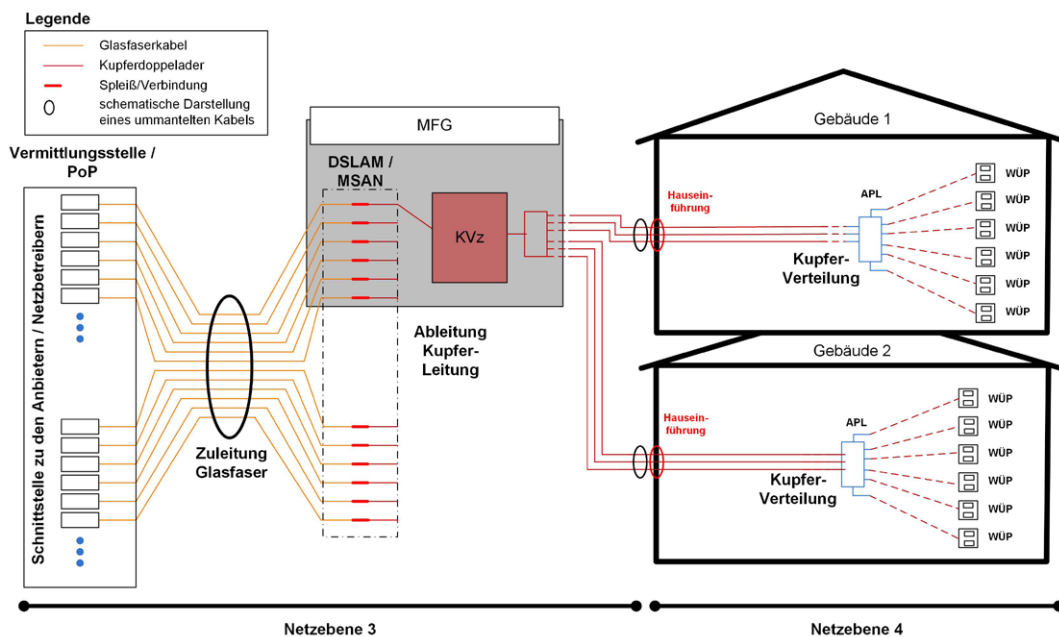 Legende
Glasfaserkabel
Kupferdoppelader
Spleiß/Verbindung
schematische Darstellung
eines ummantelten Kabels
Vermittlungsstelle /
PoP
Schnittstelle zu den Anbietern / Netzbetreibern
Zuleitung
Glasfaser
MFG
DSLAM /
MSAN
KVz
Ableitung
Kupfer-
Leitung
Gebäude 1
Hausein-
führung
APL
Kupfer-
Verteilung
WÜP
WÜP
WÜP
WÜP
WÜP
WÜP
Gebäude 2
Hausein-
führung
APL
Kupfer-
Verteilung
WÜP
WÜP
WÜP
WÜP
WÜP
WÜP
Netzebene 3
Netzebene 4